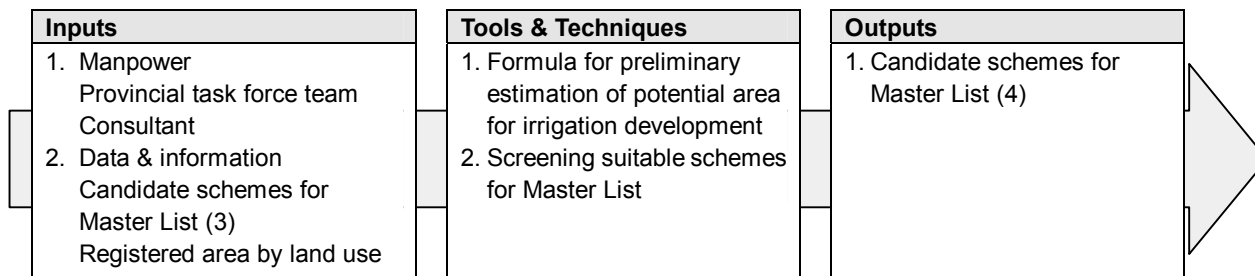 Inputs
1. Manpower
Provincial task force team
Consultant
2. Data & information
Candidate schemes for
Master List (3)
Registered area by land use
Tools & Techniques
1. Formula for preliminary
estimation of potential area
for irrigation development
2. Screening suitable schemes
for Master List
Outputs
1. Candidate schemes for
Master List (4)